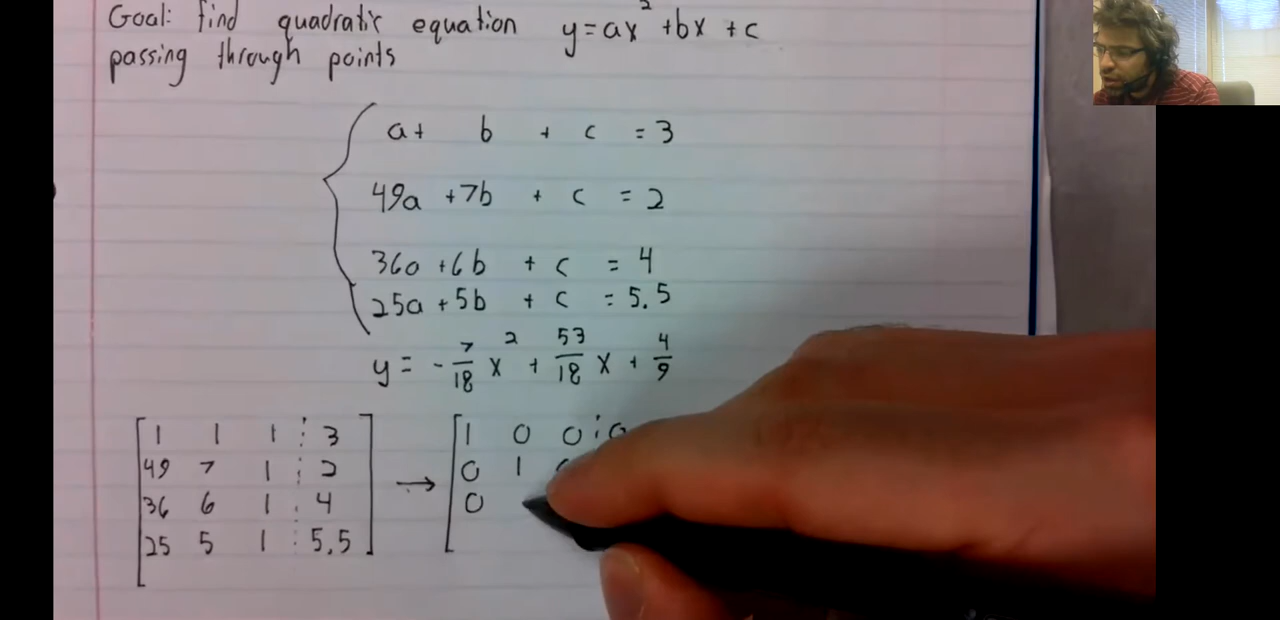 Goal: find quadratic equation y = ax² + bx + c
passing through points
a + b + c = 3
49a + 7b + c = 2
36a + 6b + c = 4
25a + 5b + c = 5.5
y = - 7/18 x² + 53/18 x + 4/9
1 1 1 ⋮ 3 → 1 0 0 ⋮ 0
49 7 1 ⋮ 2 0 1
36 6 1 ⋮ 4 0
25 5 1 ⋮ 5.5